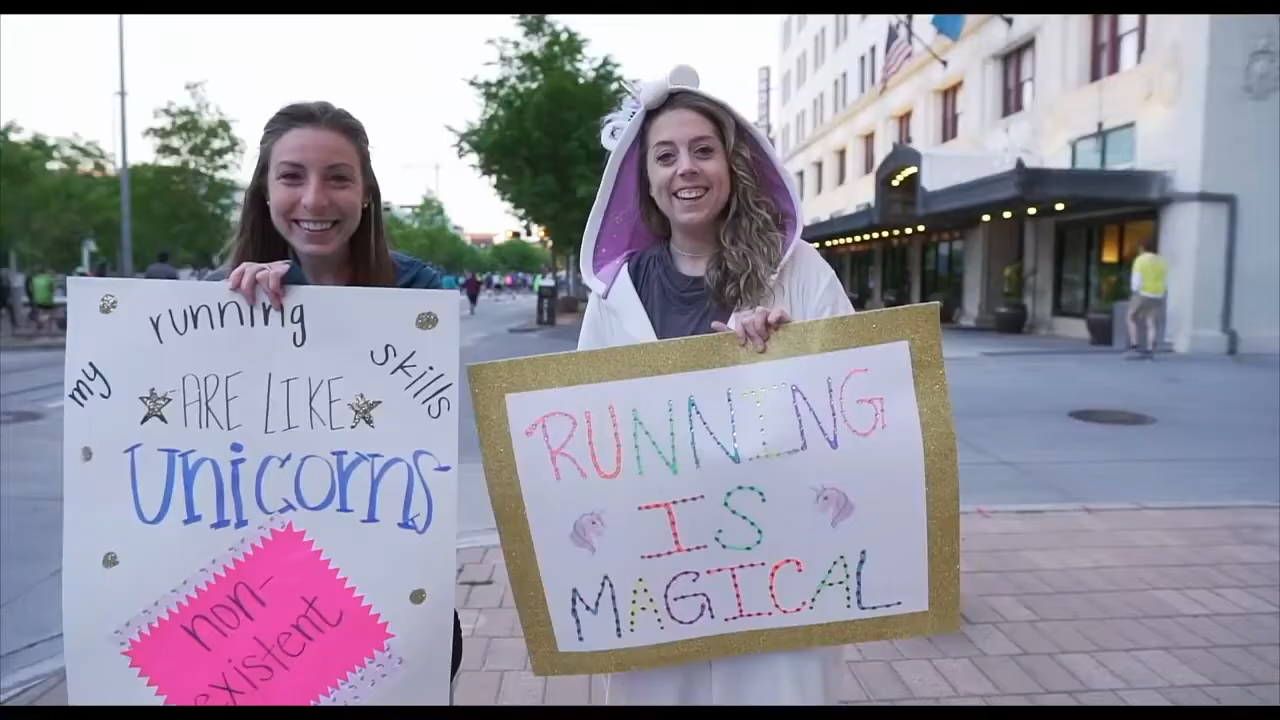 my running skills
ARE LIKE
Unicorns
non-
existent
RUNNING
IS
MAGICAL